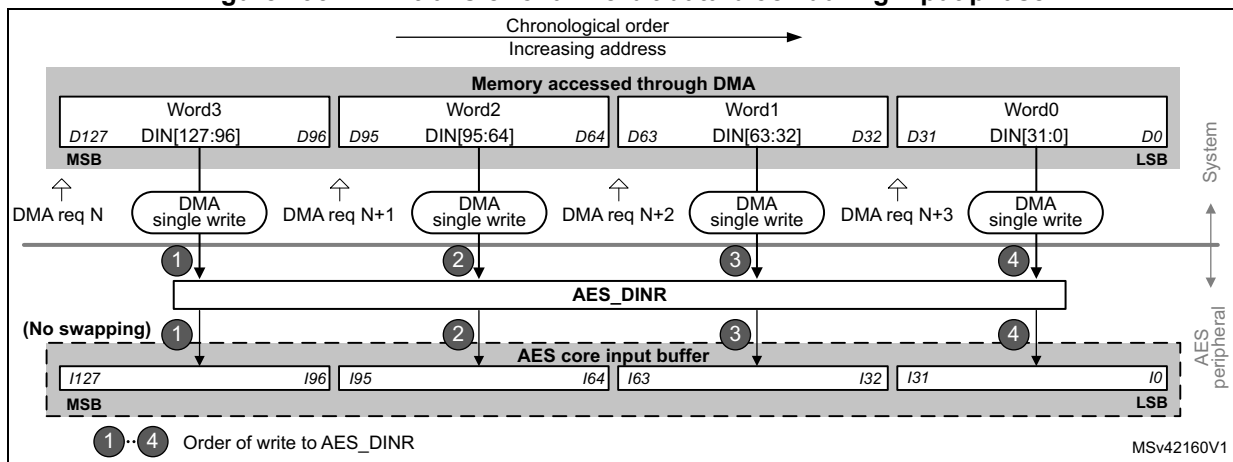 Chronological order
Increasing address
Memory accessed through DMA
Word3 Word2 Word1 Word0
D127 DIN[127:96] D96 D95 DIN[95:64] D64 D63 DIN[63:32] D32 D31 DIN[31:0] D0
MSB LSB
System
DMA req N DMA single write DMA req N+1 DMA single write DMA req N+2 DMA single write DMA req N+3 DMA single write
1 2 3 4
AES_DINR
(No swapping) 1 2 3 4
AES peripheral
AES core input buffer
I127 I96 I95 I64 I63 I32 I31 I0
MSB LSB
1··4 Order of write to AES_DINR
MSv42160V1